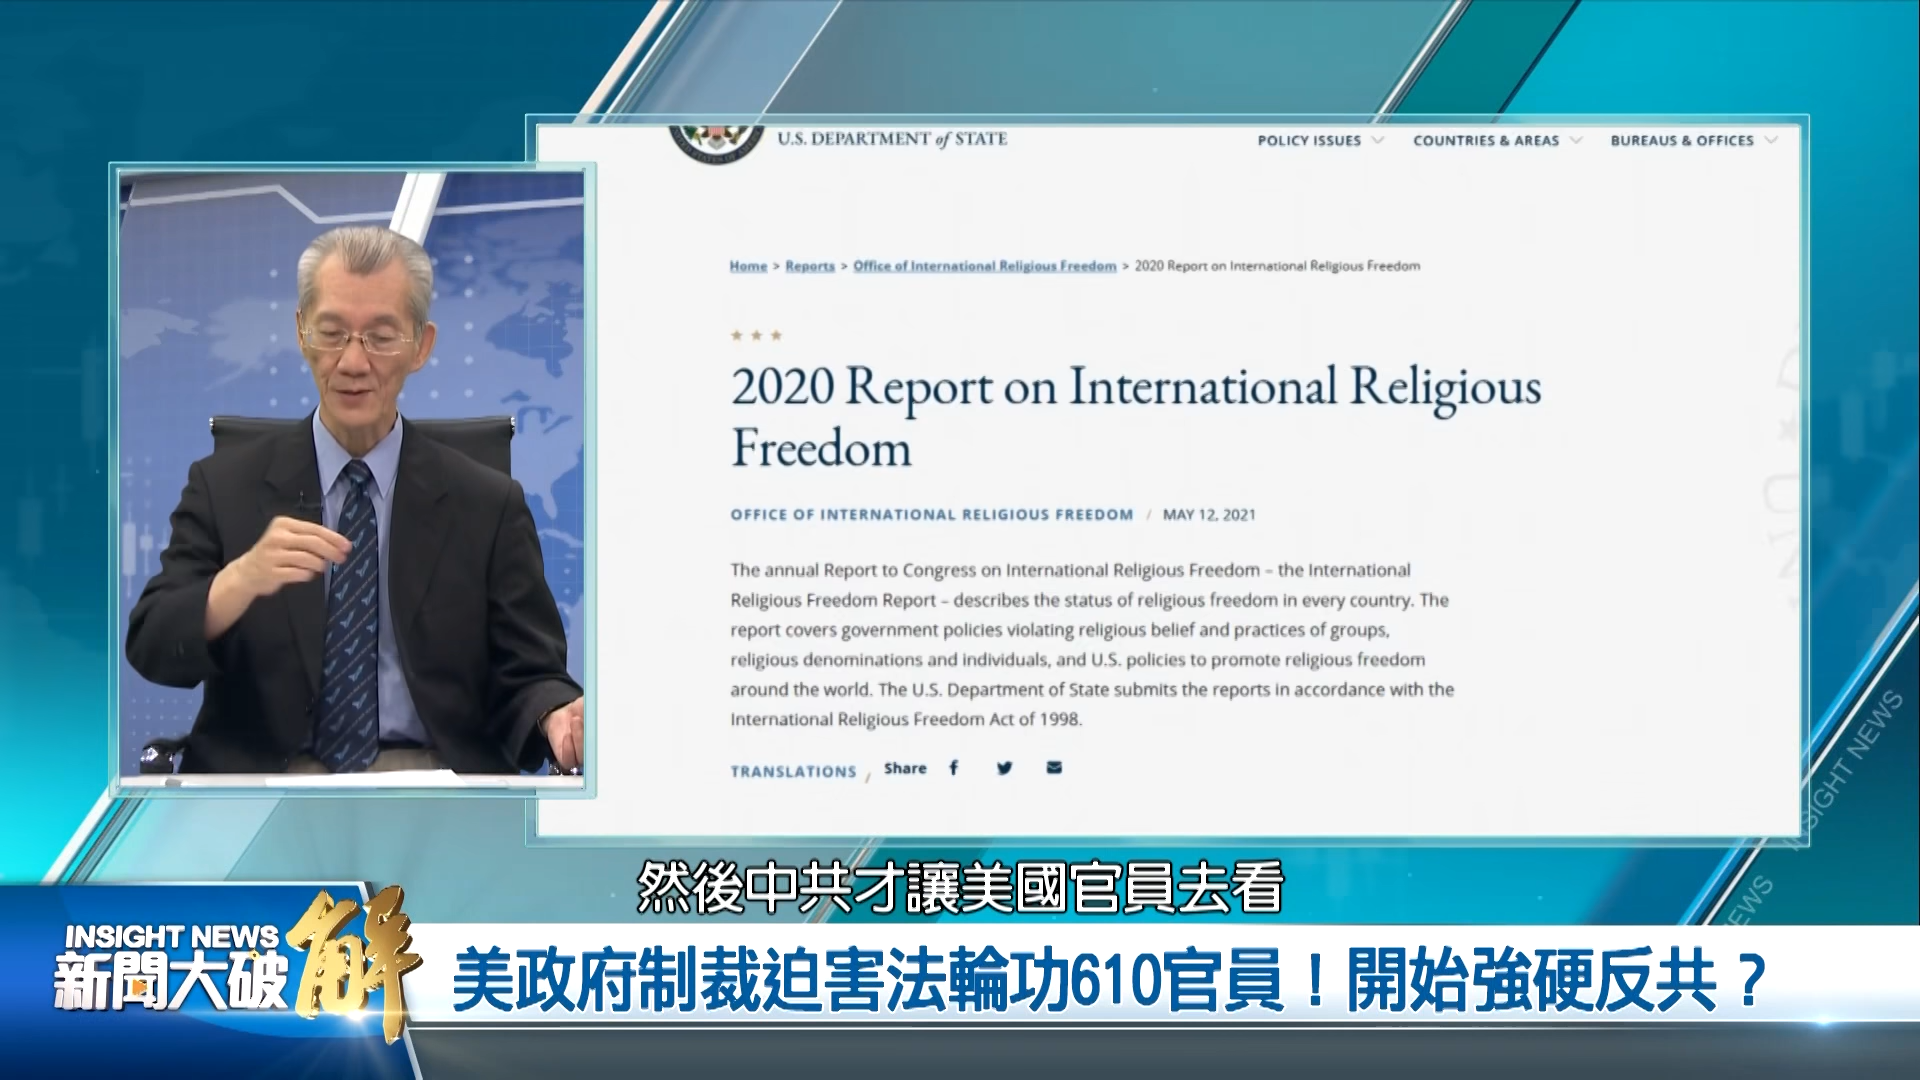 U.S. DEPARTMENT of STATE
POLICY ISSUES
COUNTRIES & AREAS
BUREAUS & OFFICES
Home > Reports > Office of International Religious Freedom > 2020 Report on International Religious Freedom
2020 Report on International Religious
Freedom
OFFICE OF INTERNATIONAL RELIGIOUS FREEDOM / MAY 12, 2021
The annual Report to Congress on International Religious Freedom – the International
Religious Freedom Report – describes the status of religious freedom in every country. The
report covers government policies violating religious belief and practices of groups,
religious denominations and individuals, and U.S. policies to promote religious freedom
around the world. The U.S. Department of State submits the reports in accordance with the
International Religious Freedom Act of 1998.
TRANSLATIONS / Share
INSIGHT NEWS
然後中共才讓美國官員去看
INSIGHT NEWS
新聞大破解
美政府制裁迫害法輪功610官員！開始強硬反共？